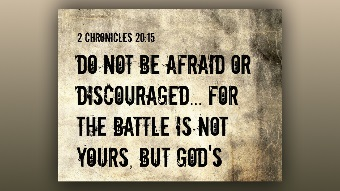 2 CHRONICLES 20:15
DO NOT BE AFRAID OR
DISCOURAGED... FOR
THE BATTLE IS NOT
YOURS, BUT GOD'S